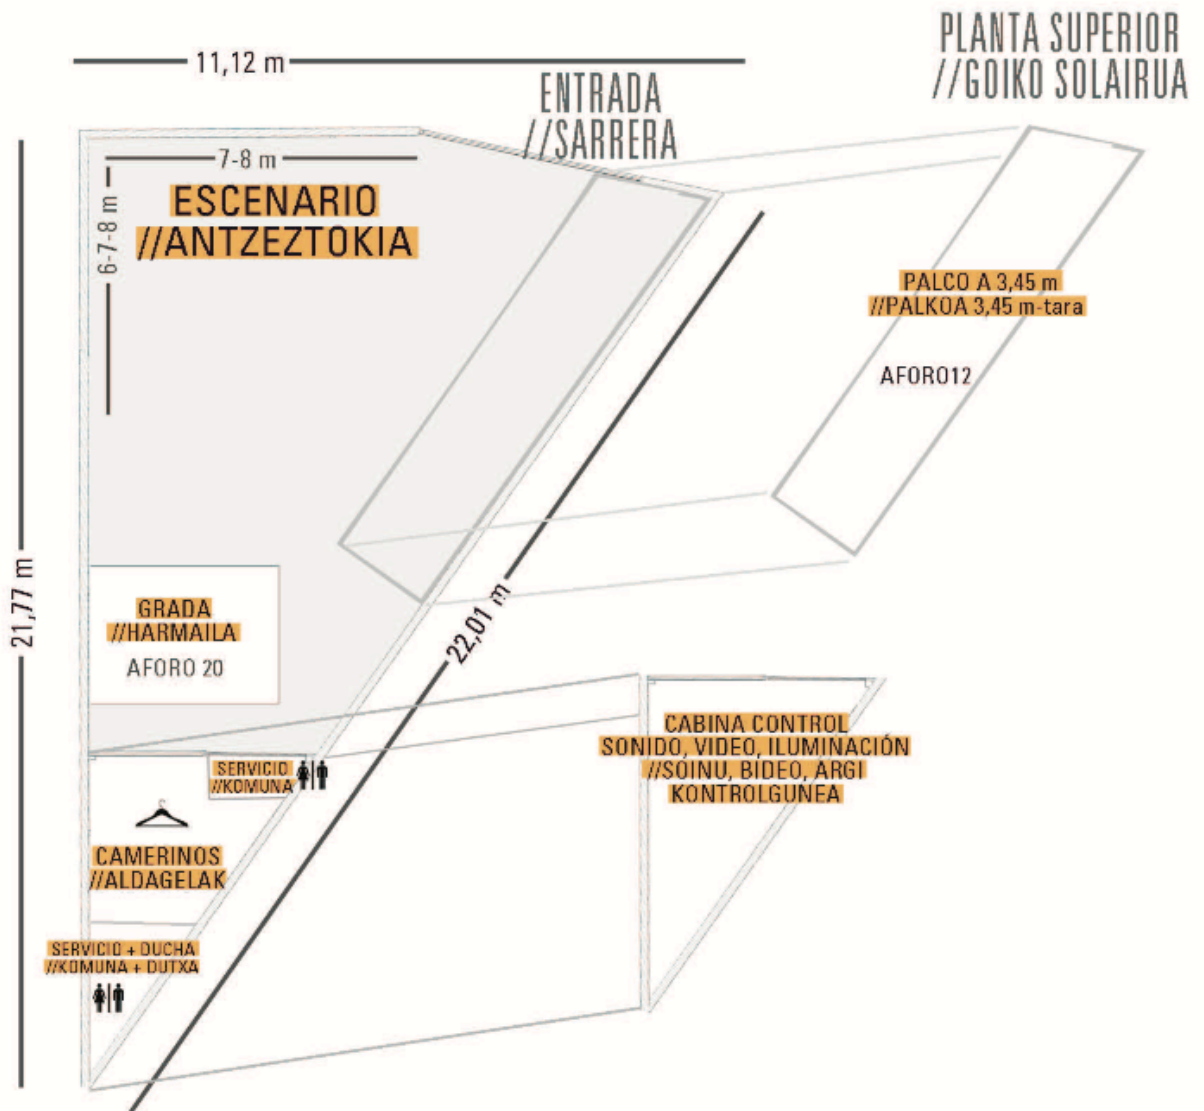 PLANTA SUPERIOR
//GOIKO SOLAIRUA
11,12 m
ENTRADA
//SARRERA
7-8 m
ESCENARIO
//ANTZEZTOKIA
6-7-8 m
PALCO A 3,45 m
//PALKOA 3,45 m-tara
AFORO12
21,77 m
22,01 m
GRADA
//HARMAILA
AFORO 20
CABINA CONTROL
SONIDO, VIDEO, ILUMINACIÓN
//SOINU, BIDEO, ARGI
KONTROLGUNEA
SERVICIO
//KOMUNA
CAMERINOS
//ALDAGELAK
SERVICIO + DUCHA
//KOMUNA + DUTXA